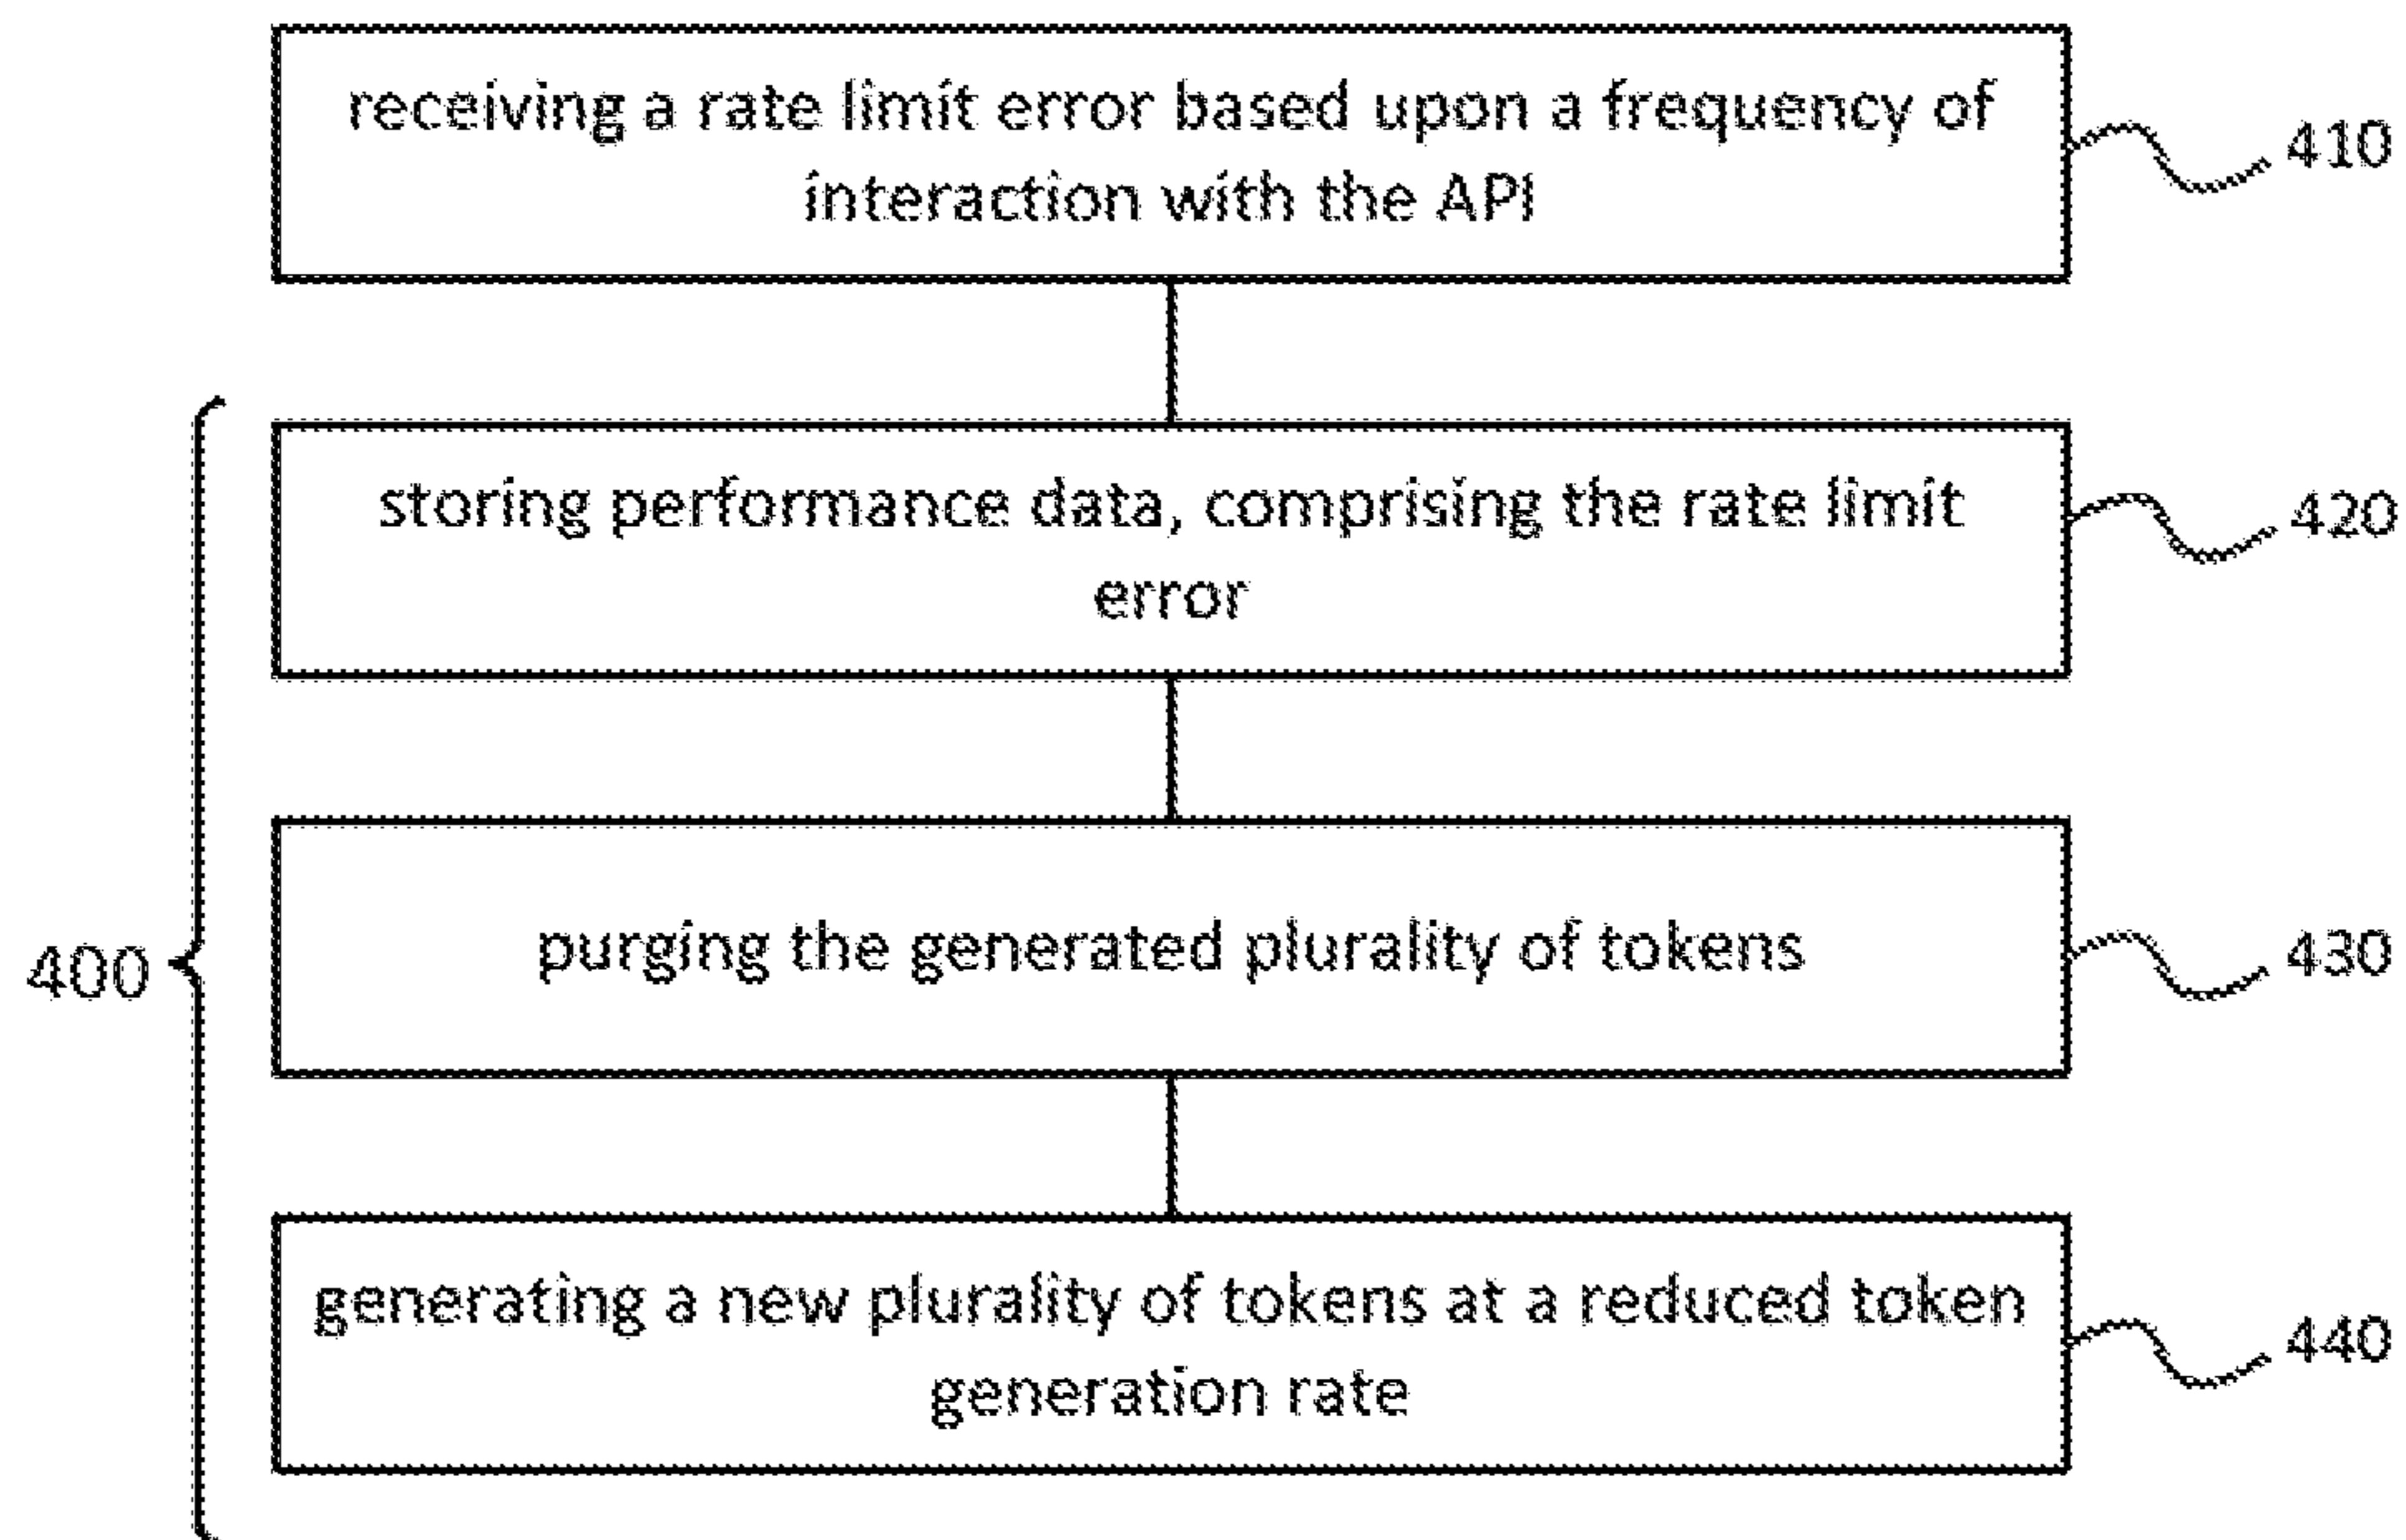 receiving a rate limit error based upon a frequency of
interaction with the API
410
storing performance data, comprising the rate limit
error
420
400
purging the generated plurality of tokens
430
generating a new plurality of tokens at a reduced token
generation rate
440